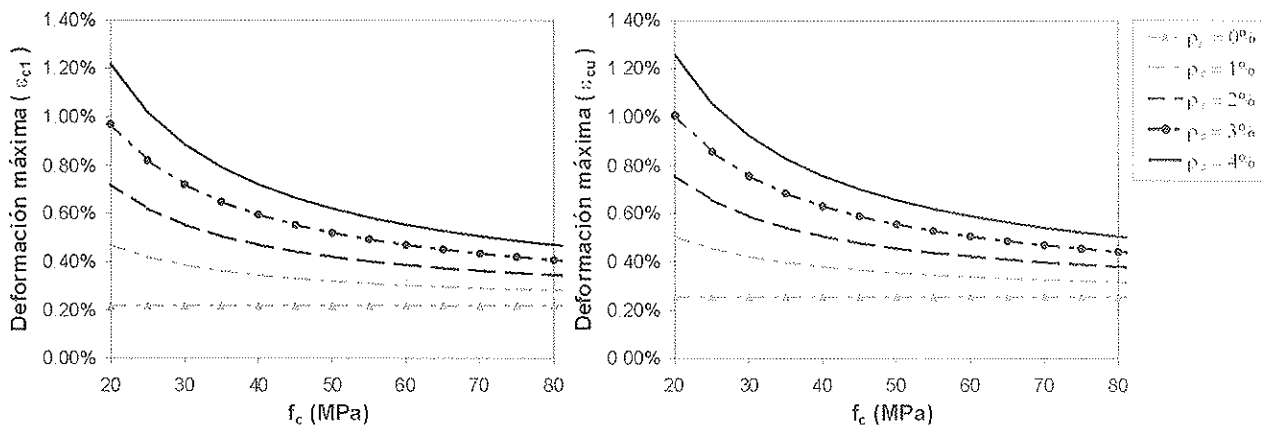 1.40%
1.20%
1.00%
0.80%
0.60%
0.40%
0.20%
0.00%
Deformación máxima ( εc1)
20 30 40 50 60 70 80
fc (MPa)
1.40%
1.20%
1.00%
0.80%
0.60%
0.40%
0.20%
0.00%
Deformación máxima ( εcu)
20 30 40 50 60 70 80
fc (MPa)
ρs = 0%
ρs = 1%
ρs = 2%
ρs = 3%
ρs = 4%